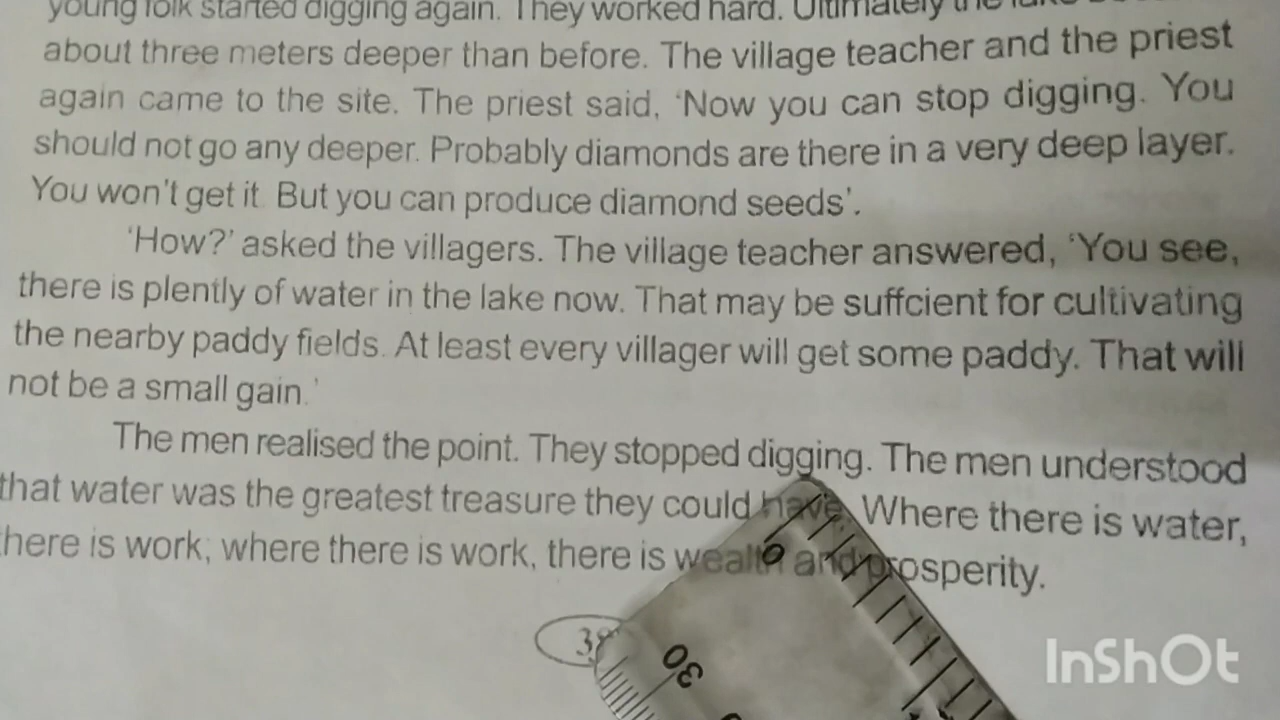 young folk started digging again. They worked hard. Ultimately the lake
about three meters deeper than before. The village teacher and the priest
again came to the site. The priest said, 'Now you can stop digging. You
should not go any deeper. Probably diamonds are there in a very deep layer.
You won't get it. But you can produce diamond seeds'.
'How?' asked the villagers. The village teacher answered, 'You see,
there is plently of water in the lake now. That may be suffcient for cultivating
the nearby paddy fields. At least every villager will get some paddy. That will
not be a small gain.'
The men realised the point. They stopped digging. The men understood
that water was the greatest treasure they could have. Where there is water,
there is work; where there is work, there is wealth and prosperity.
0
30
InShOt